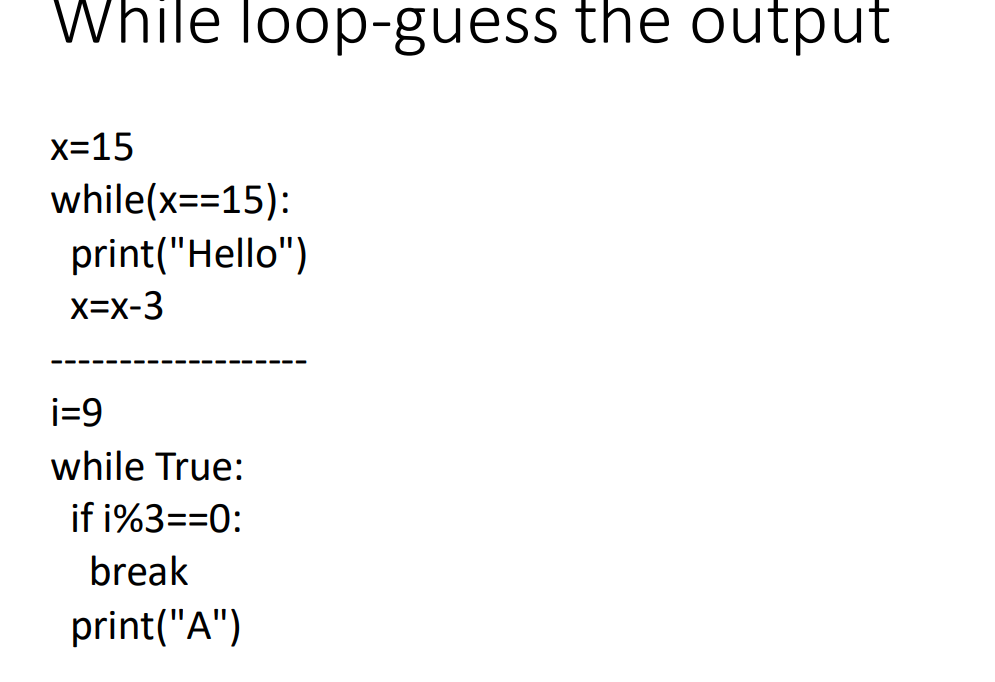 While loop-guess the output
x=15
while(x==15):
print("Hello")
x=x-3
-------------------
i=9
while True:
if i%3==0:
break
print("A")